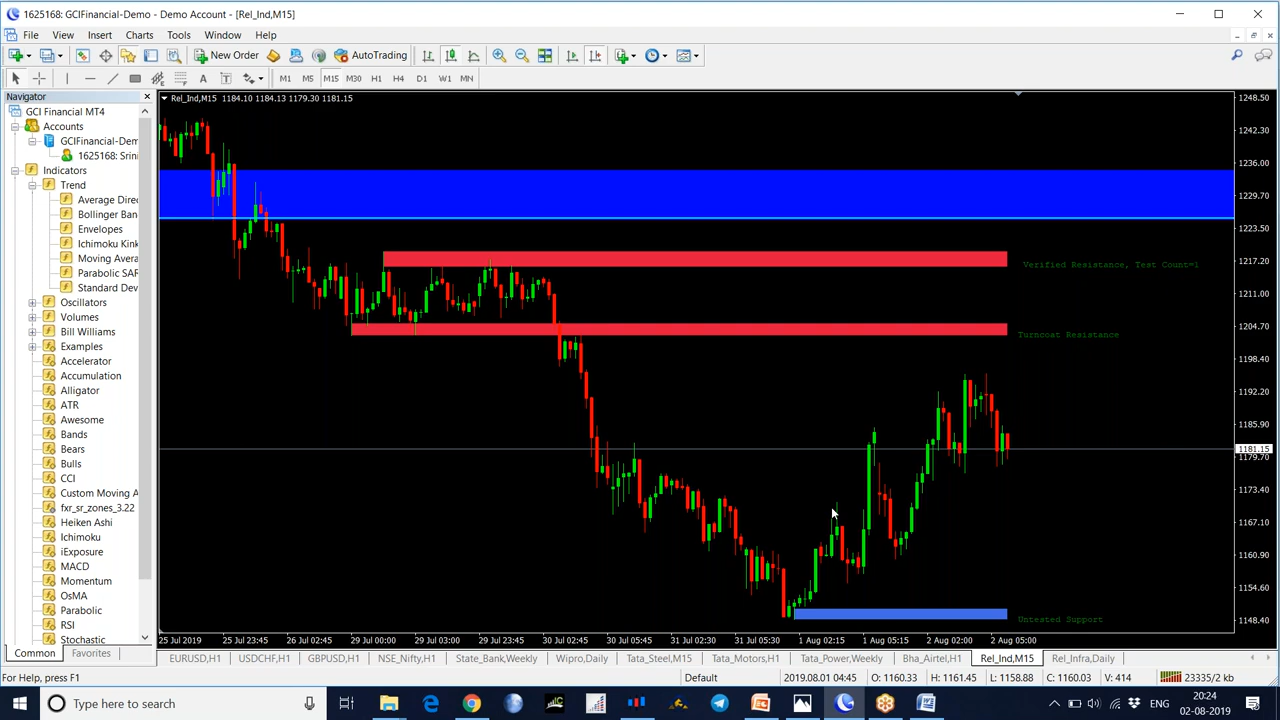 1625168: GCIFinancial-Demo - Demo Account - [Rel_Ind,M15]
File View Insert Charts Tools Window Help
New Order AutoTrading
A T M1 M5 M15 M30 H1 H4 D1 W1 MN
Navigator
GCI Financial MT4
Accounts
GCIFinancial-Dem
1625168: Srin
Indicators
Trend
Average Direc
Bollinger Ban
Envelopes
Ichimoku Kink
Moving Avera
Parabolic SAR
Standard Dev
Oscillators
Volumes
Bill Williams
Examples
Accelerator
Accumulation
Alligator
ATR
Awesome
Bands
Bears
Bulls
CCI
Custom Moving A
fxr_sr_zones_3.22
Heiken Ashi
Ichimoku
iExposure
MACD
Momentum
OsMA
Parabolic
RSI
Stochastic
Common Favorites
Rel_Ind,M15 1184.10 1184.13 1179.30 1181.15
Verified Resistance, Test Count=1
Turncoat Resistance
Untested Support
1248.50
1242.30
1236.00
1229.70
1223.50
1217.20
1211.00
1204.70
1198.40
1192.20
1185.90
1181.15
1179.70
1173.40
1167.10
1160.90
1154.60
1148.40
25 Jul 2019 25 Jul 23:45 26 Jul 02:45 29 Jul 00:00 29 Jul 03:00 29 Jul 23:45 30 Jul 02:45 30 Jul 05:45 31 Jul 02:30 31 Jul 05:30 1 Aug 02:15 1 Aug 05:15 2 Aug 02:00 2 Aug 05:00
EURUSD,H1 USDCHF,H1 GBPUSD,H1 NSE_Nifty,H1 State_Bank,Weekly Wipro,Daily Tata_Steel,M15 Tata_Motors,H1 Tata_Power,Weekly Bha_Airtel,H1 Rel_Ind,M15 Rel_Infra,Daily
For Help, press F1 Default 2019.08.01 04:45 O: 1160.33 H: 1161.45 L: 1158.88 C: 1160.03 V: 414 23335/2 kb
Type here to search
ENG
20:24
02-08-2019